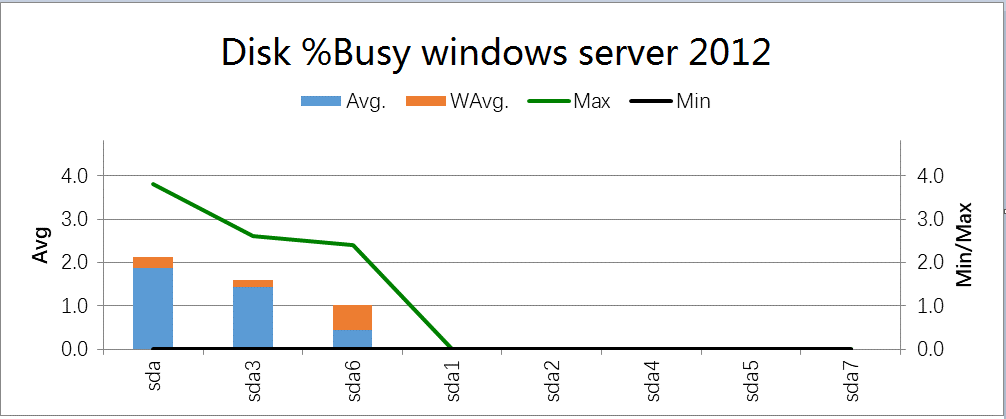 Disk %Busy windows server 2012
Avg. WAvg. Max Min
4.0 4.0
3.0 3.0
2.0 2.0
1.0 1.0
0.0 0.0
Avg
Min/Max
sda sda3 sda6 sda1 sda2 sda4 sda5 sda7